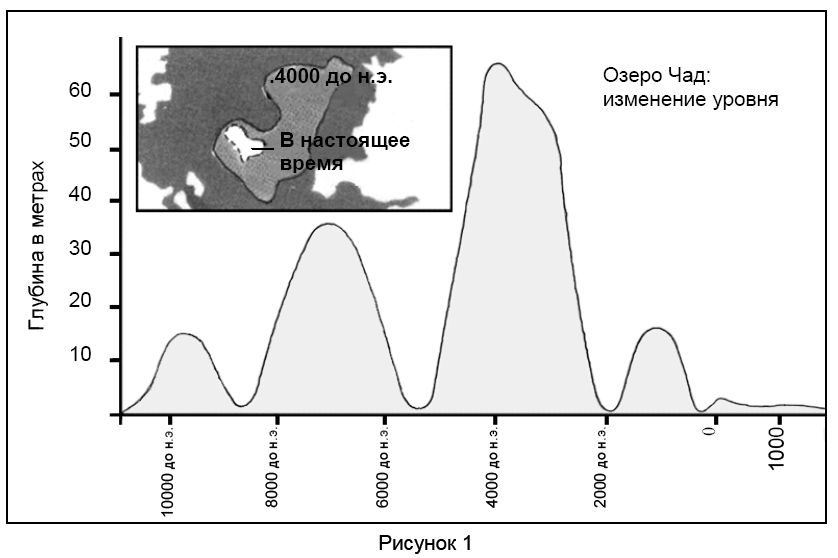 .4000 до н.э.
В настоящее
время
Озеро Чад:
изменение уровня
Глубина в метрах
60
50
40
30
20
10
10000 до н.э.
8000 до н.э.
6000 до н.э.
4000 до н.э.
2000 до н.э.
0
1000
Рисунок 1